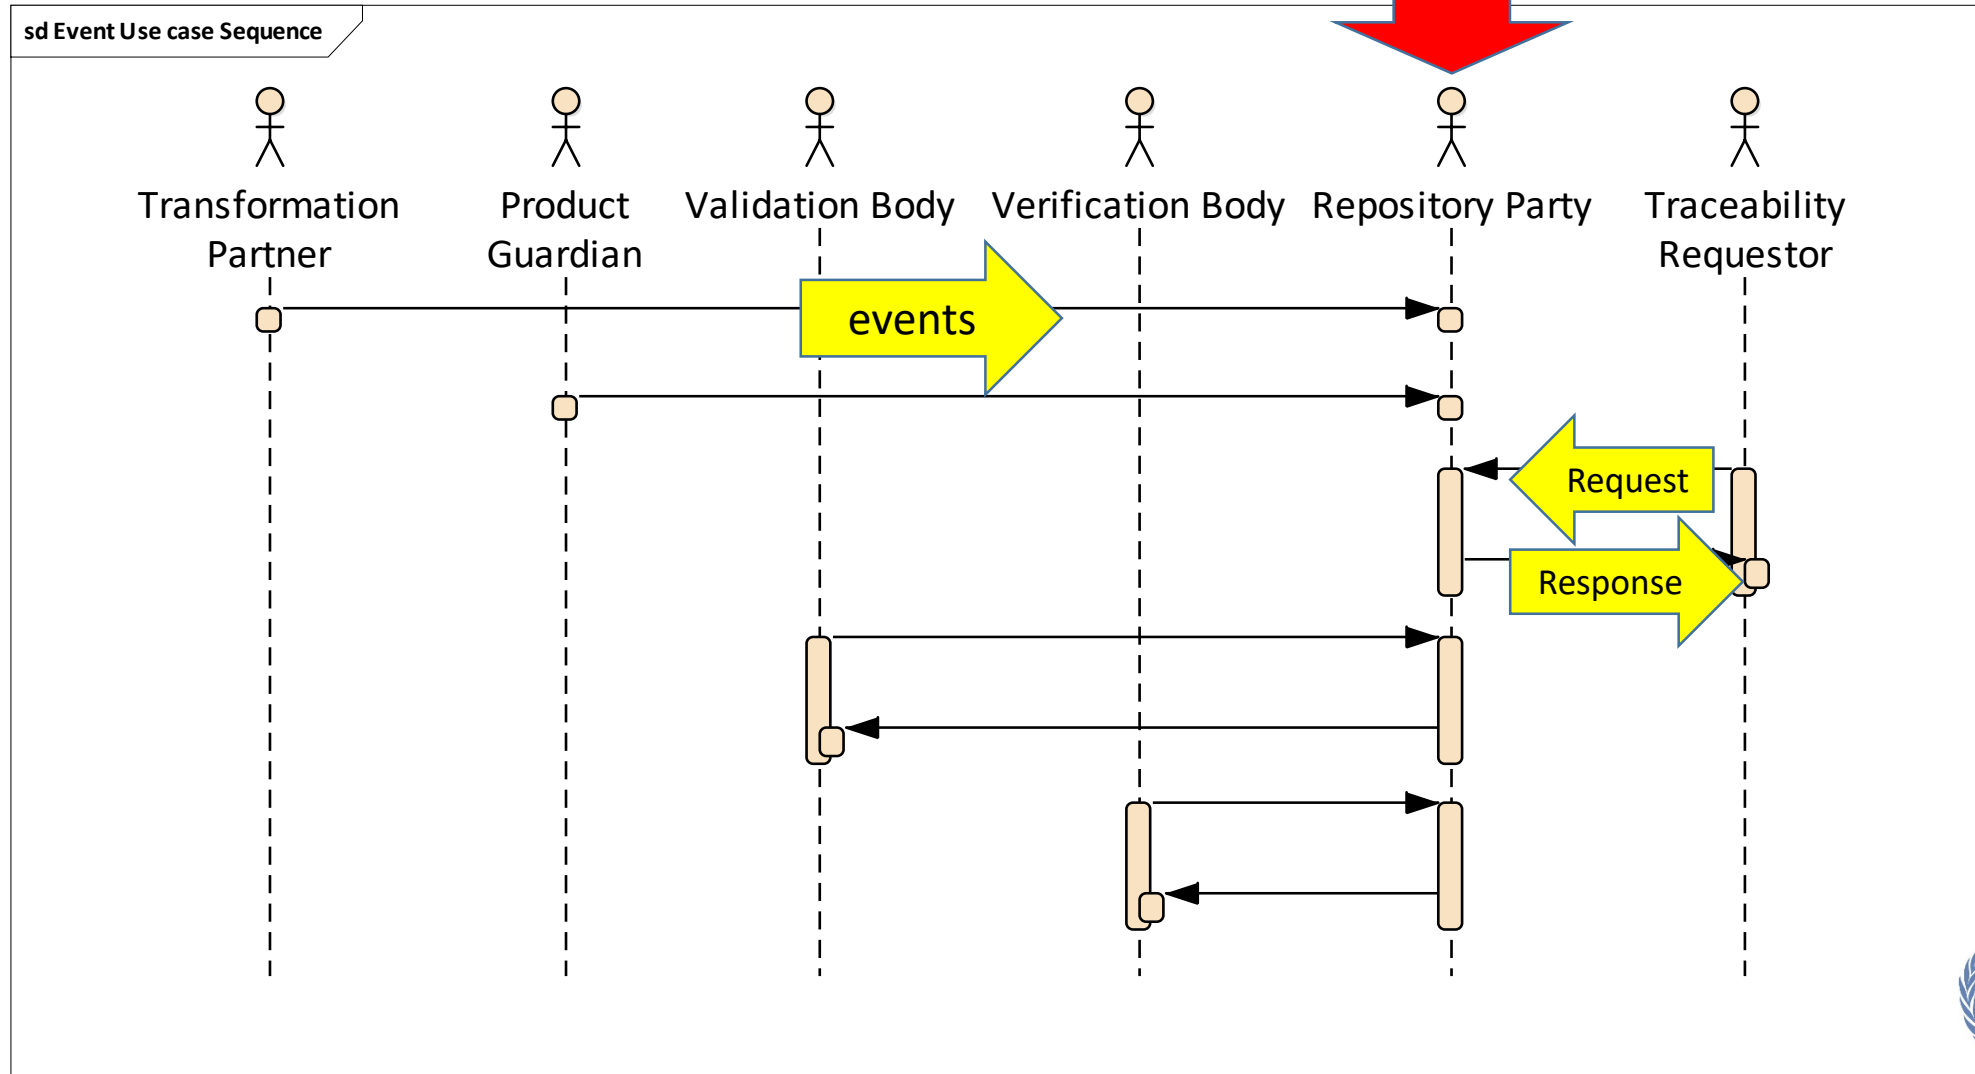 sd Event Use case Sequence
Transformation
Partner
Product
Guardian
Validation Body
Verification Body
Repository Party
Traceability
Requestor
events
Request
Response